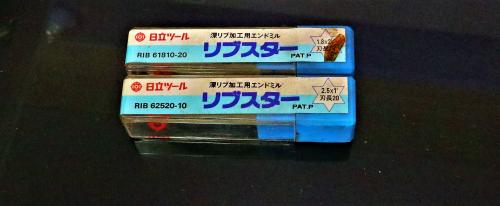 日立ツール
深リブ加工用エンドミル
リブスター
RIB 61810-20
PAT.P
日立ツール
深リブ加工用エンドミル
リブスター
RIB 62520-10
PAT.P
2.5×1°
刃長20